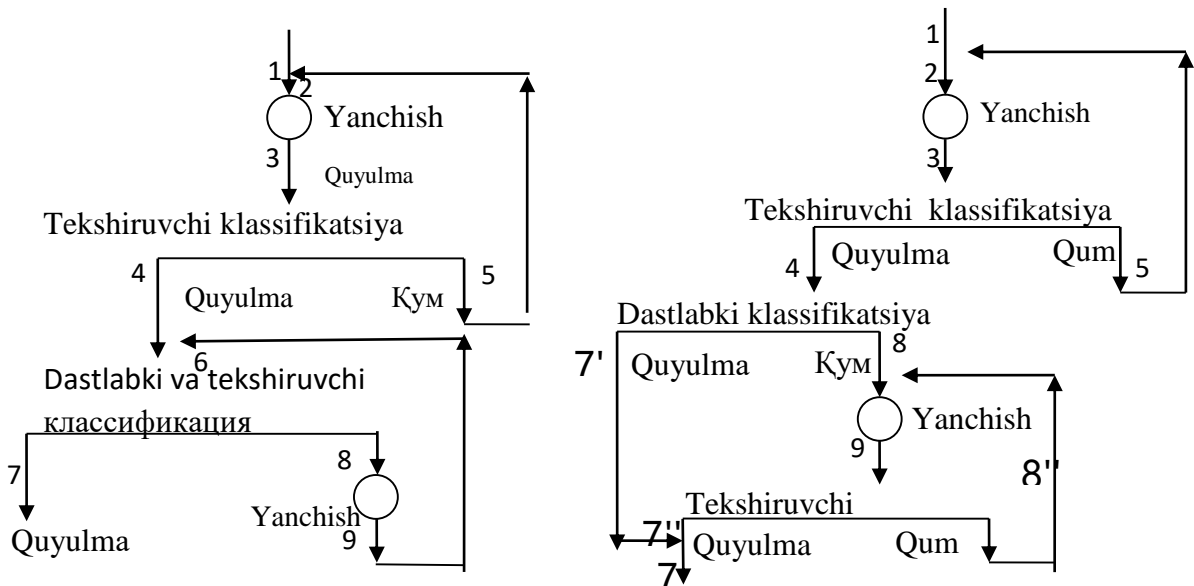 1
2
Yanchish
3
Quyulma
Tekshiruvchi klassifikatsiya
4
5
Quyulma
Қум
6
Dastlabki va tekshiruvchi
классификация
7
8
Yanchish
9
Quyulma
1
2
Yanchish
3
Tekshiruvchi klassifikatsiya
4
Quyulma
Qum
5
Dastlabki klassifikatsiya
7'
Quyulma
Қум
8
Yanchish
9
8"
Tekshiruvchi
7"
Quyulma
Qum
7